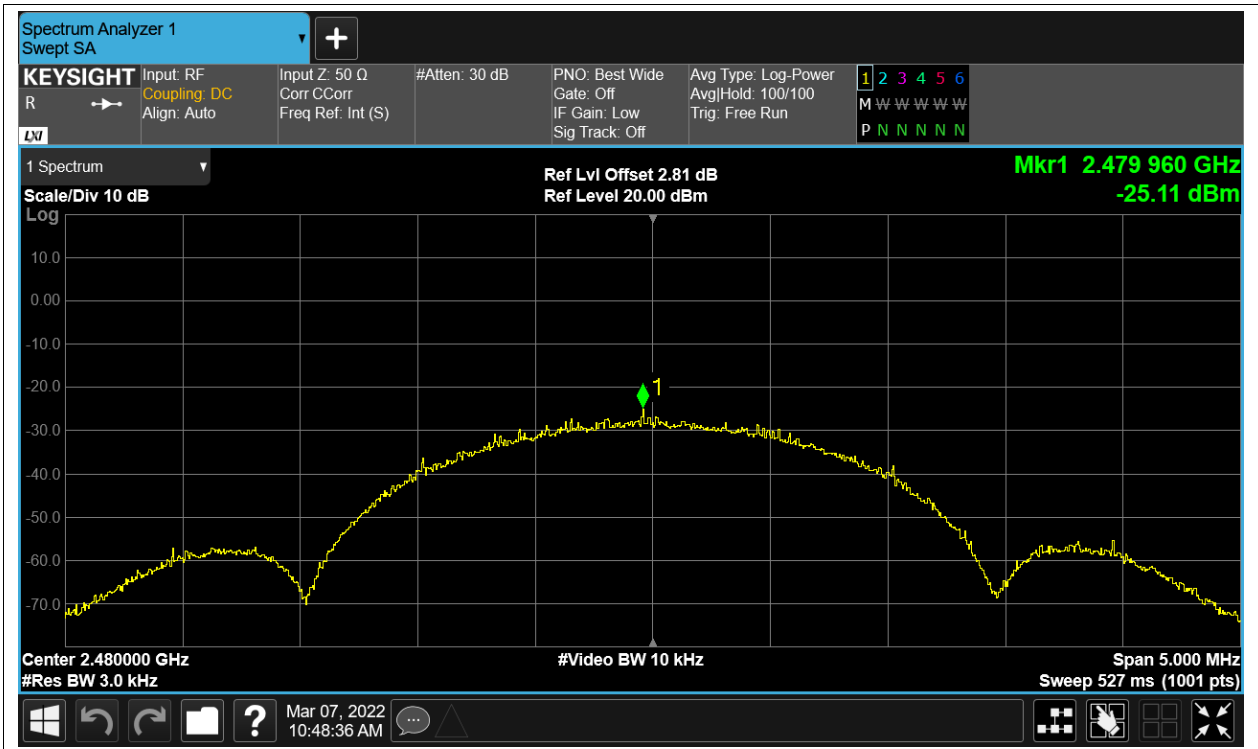 Spectrum Analyzer 1
Swept SA
KEYSIGHT
R
LXI
Input: RF
Coupling: DC
Align: Auto
Input Z: 50 Ω
Corr CCorr
Freq Ref: Int (S)
#Atten: 30 dB
PNO: Best Wide
Gate: Off
IF Gain: Low
Sig Track: Off
Avg Type: Log-Power
Avg|Hold: 100/100
Trig: Free Run
1 2 3 4 5 6
M W W W W W W
P N N N N N N
1 Spectrum
Scale/Div 10 dB
Log
Ref Lvl Offset 2.81 dB
Ref Level 20.00 dBm
Mkr1 2.479 960 GHz
-25.11 dBm
10.0
0.00
-10.0
-20.0
1
-30.0
-40.0
-50.0
-60.0
-70.0
Center 2.480000 GHz
#Video BW 10 kHz
Span 5.000 MHz
#Res BW 3.0 kHz
Sweep 527 ms (1001 pts)
?
Mar 07, 2022
10:48:36 AM